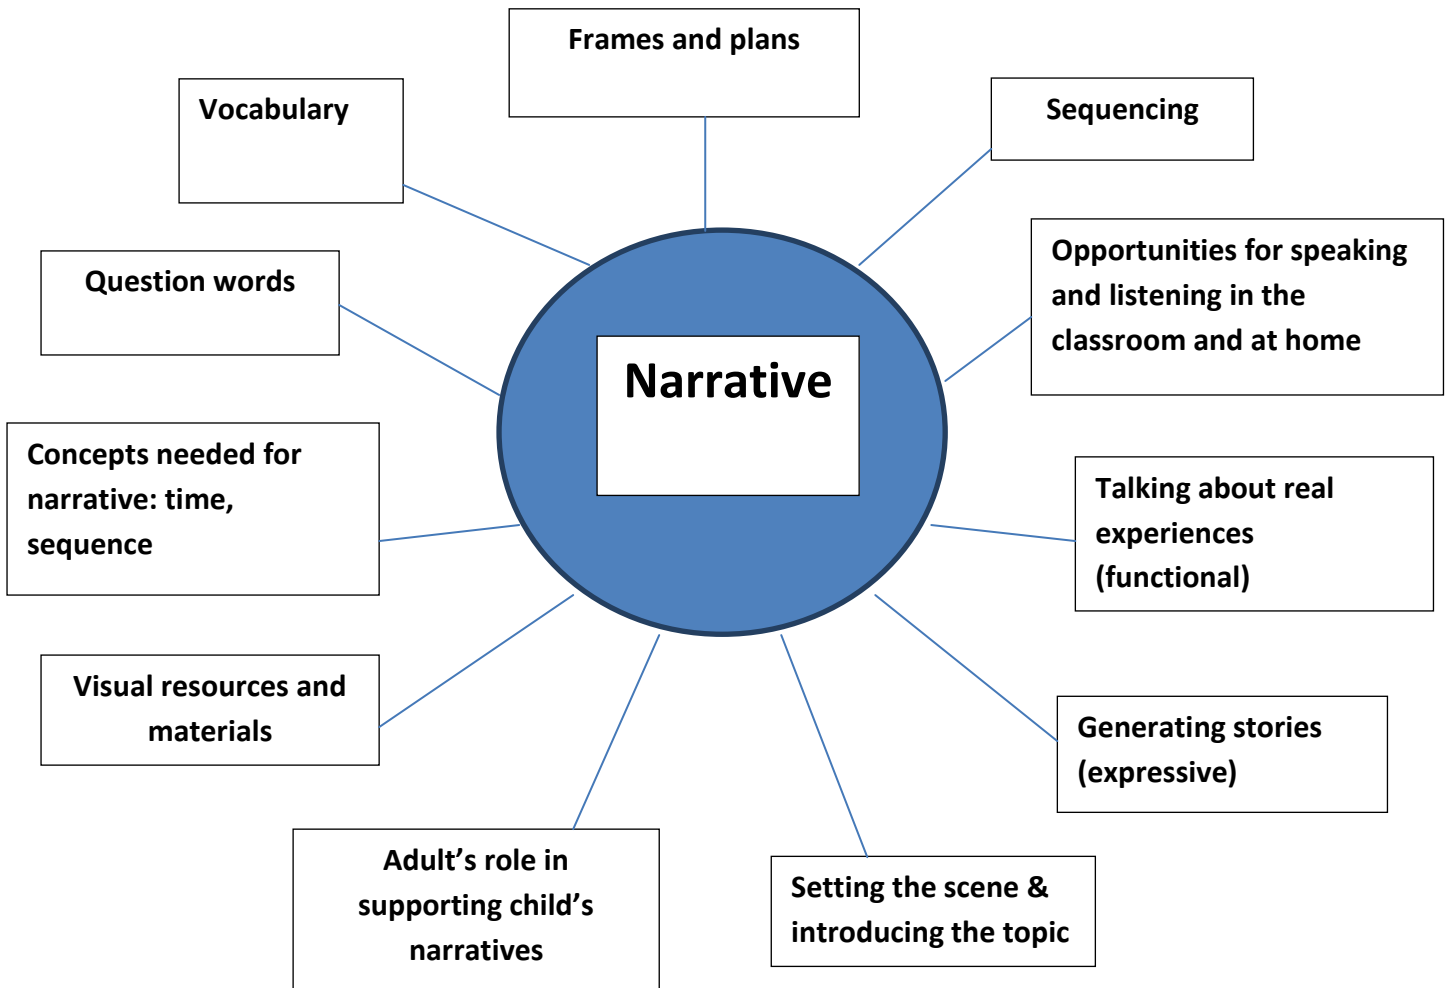 Frames and plans
Vocabulary
Sequencing
Question words
Opportunities for speaking
and listening in the
classroom and at home
Narrative
Concepts needed for
narrative: time,
sequence
Talking about real
experiences
(functional)
Visual resources and
materials
Generating stories
(expressive)
Adult’s role in
supporting child’s
narratives
Setting the scene &
introducing the topic